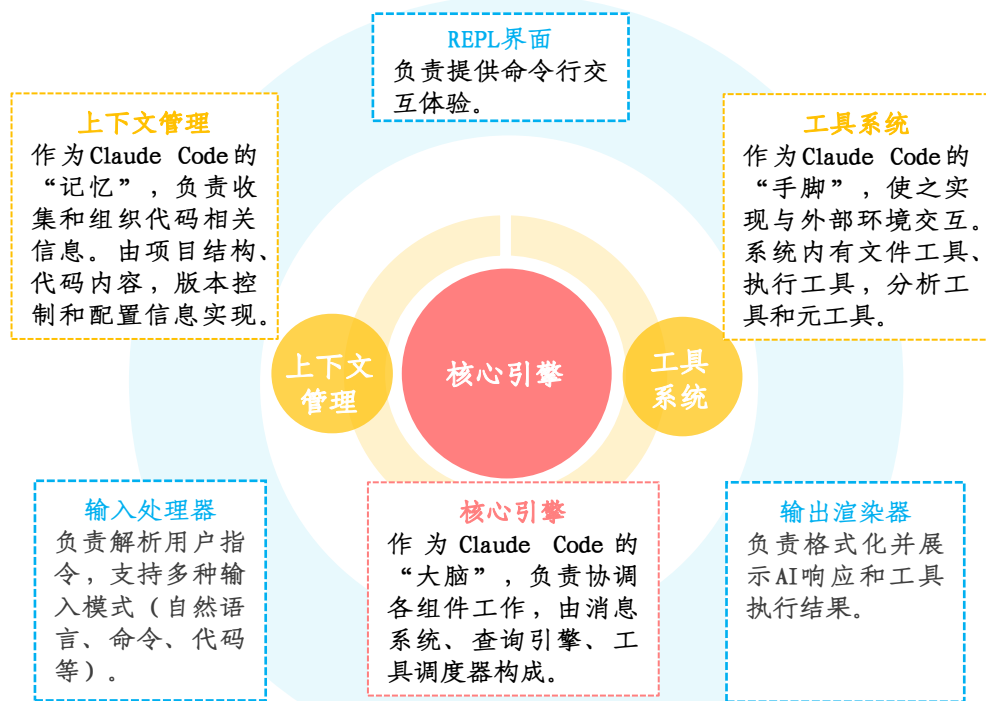 REPL界面
负责提供命令行交
互体验。
上下文管理
作为Claude Code的
“记忆”，负责收
集和组织代码相关
信息。由项目结构、
代码内容，版本控
制和配置信息实现。
工具系统
作为Claude Code的
“手脚”，使之实
现与外部环境交互。
系统内有文件工具、
执行工具，分析工
具和元工具。
上下文
管理
核心引擎
工具
系统
输入处理器
负责解析用户指
令，支持多种输
入模式（自然语
言、命令、代码
等）。
核心引擎
作为Claude Code的
“大脑”，负责协调
各组件工作，由消息
系统、查询引擎、工
具调度器构成。
输出渲染器
负责格式化并展
示AI响应和工具
执行结果。